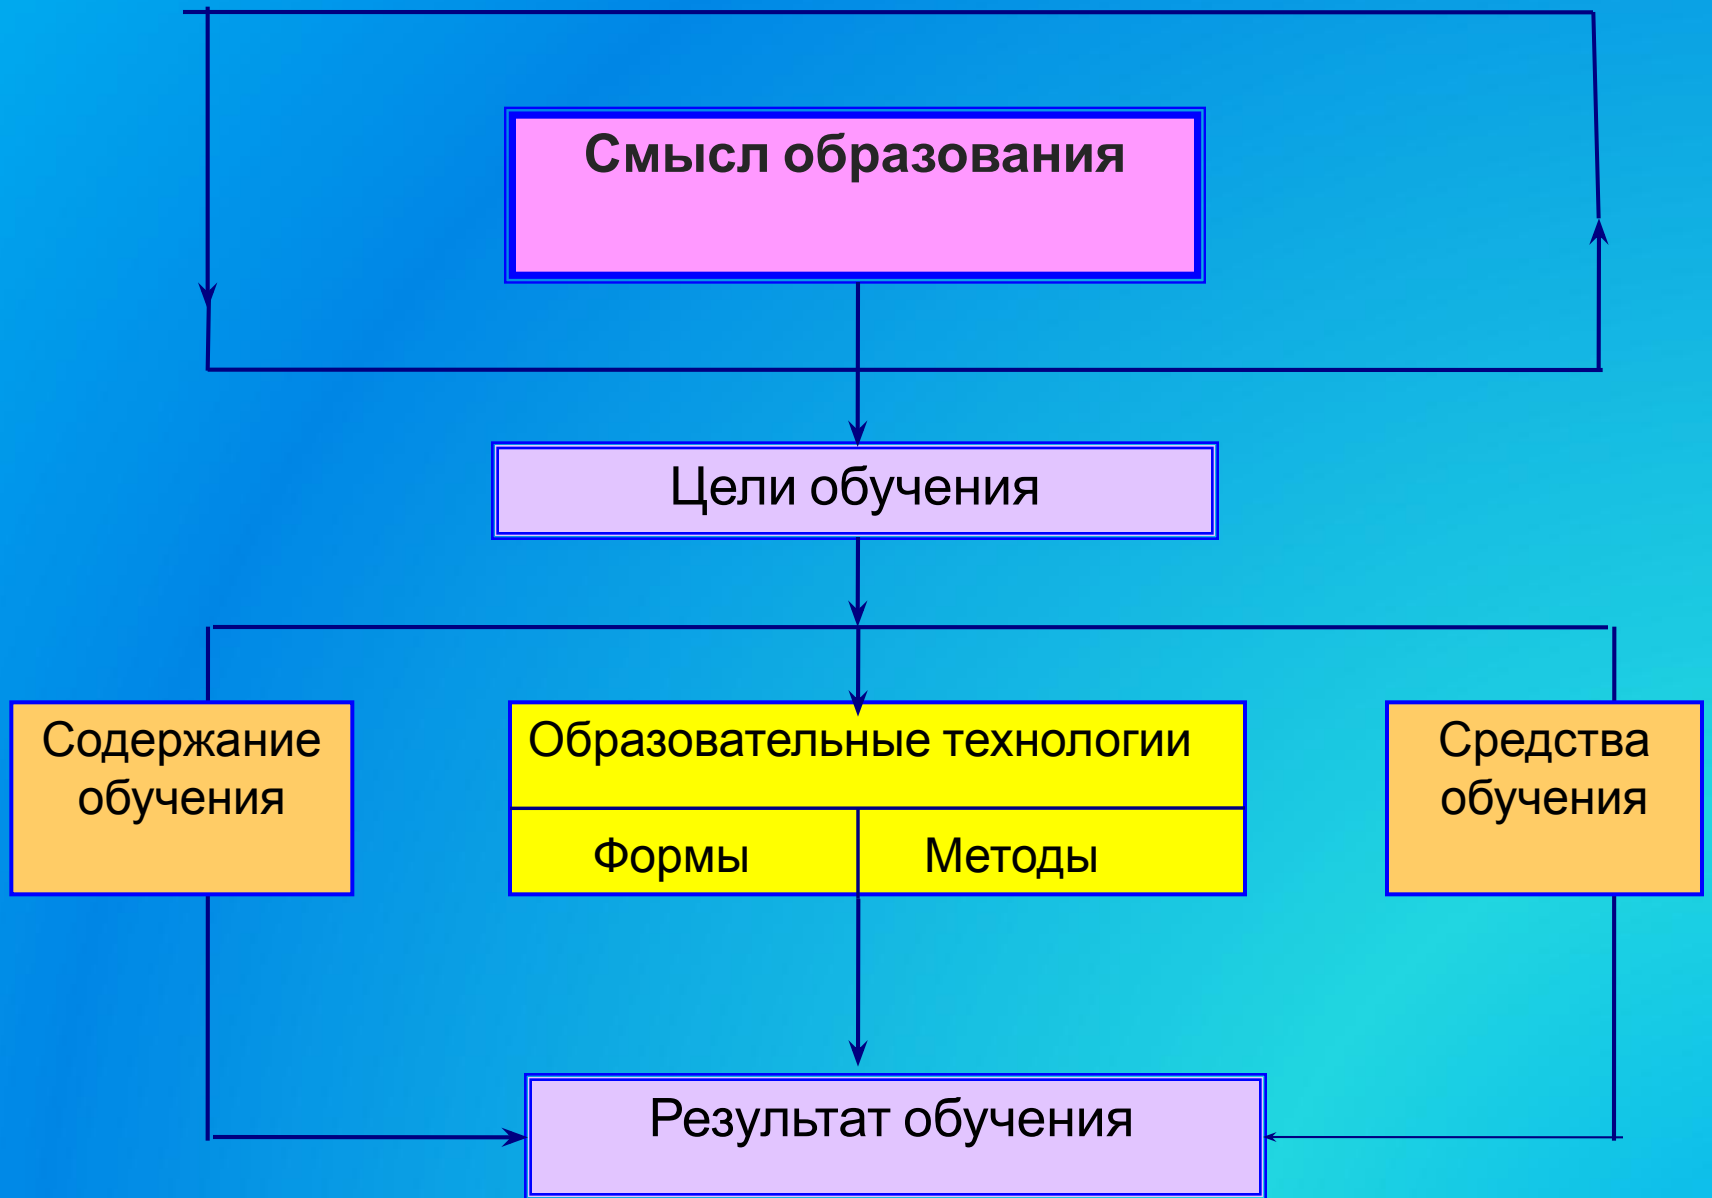 Смысл образования
Цели обучения
Содержание
обучения
Образовательные технологии
Формы
Методы
Средства
обучения
Результат обучения